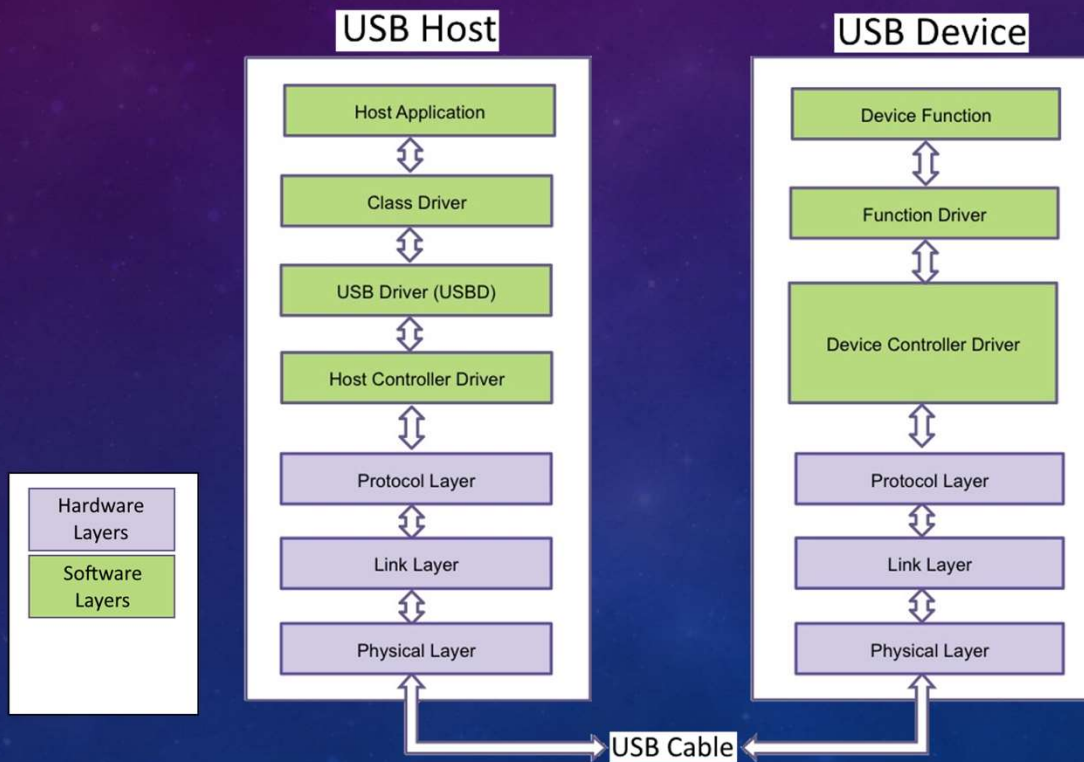 USB Host
Host Application
Class Driver
USB Driver (USBD)
Host Controller Driver
Protocol Layer
Link Layer
Physical Layer
USB Device
Device Function
Function Driver
Device Controller Driver
Protocol Layer
Link Layer
Physical Layer
Hardware
Layers
Software
Layers
USB Cable